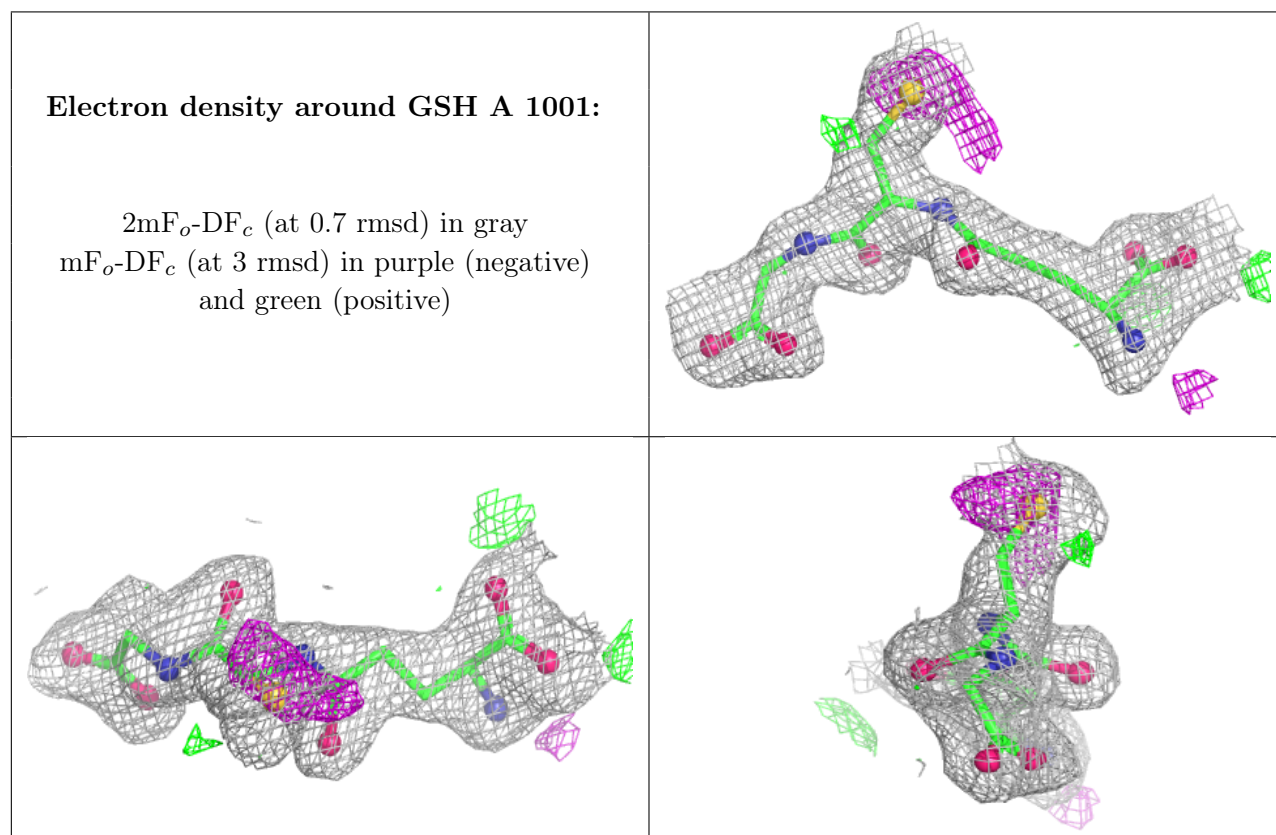 Electron density around GSH A 1001:
2mFₒ-DF𝒸 (at 0.7 rmsd) in gray
mFₒ-DF𝒸 (at 3 rmsd) in purple (negative)
and green (positive)